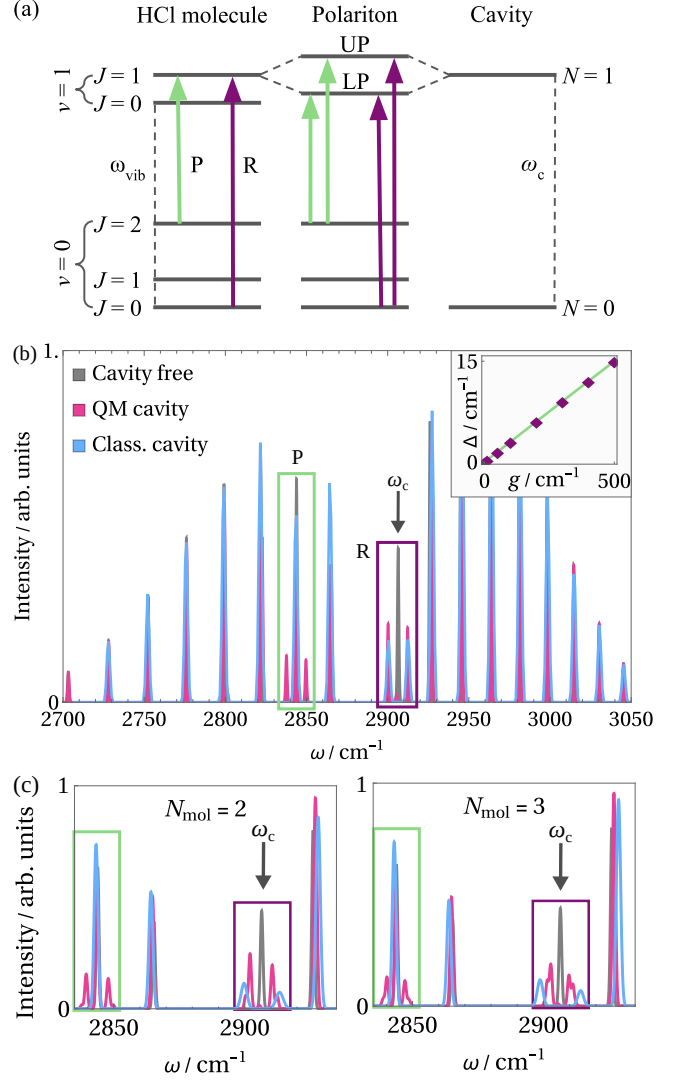 (a)
HCl molecule Polariton Cavity
UP
v = 1 J = 1 LP N = 1
J = 0
ω_vib P R ω_c
J = 2
v = 0 J = 1
J = 0 N = 0
(b)
1.
Cavity free
QM cavity
Class. cavity
P
ω_c
R
Intensity / arb. units
0
2700 2750 2800 2850 2900 2950 3000 3050
ω / cm⁻¹
15
Δ / cm⁻¹
0
0 g / cm⁻¹ 500
(c)
1
N_mol = 2
ω_c
Intensity / arb. units
0
2850 2900
ω / cm⁻¹
1
N_mol = 3
ω_c
0
2850 2900
ω / cm⁻¹